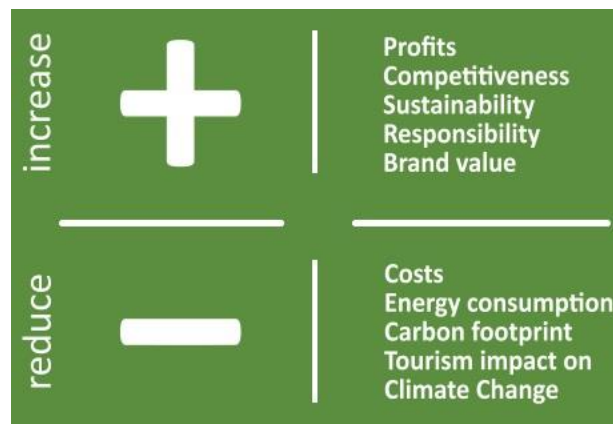 increase
Profits
Competitiveness
Sustainability
Responsibility
Brand value
reduce
Costs
Energy consumption
Carbon footprint
Tourism impact on
Climate Change